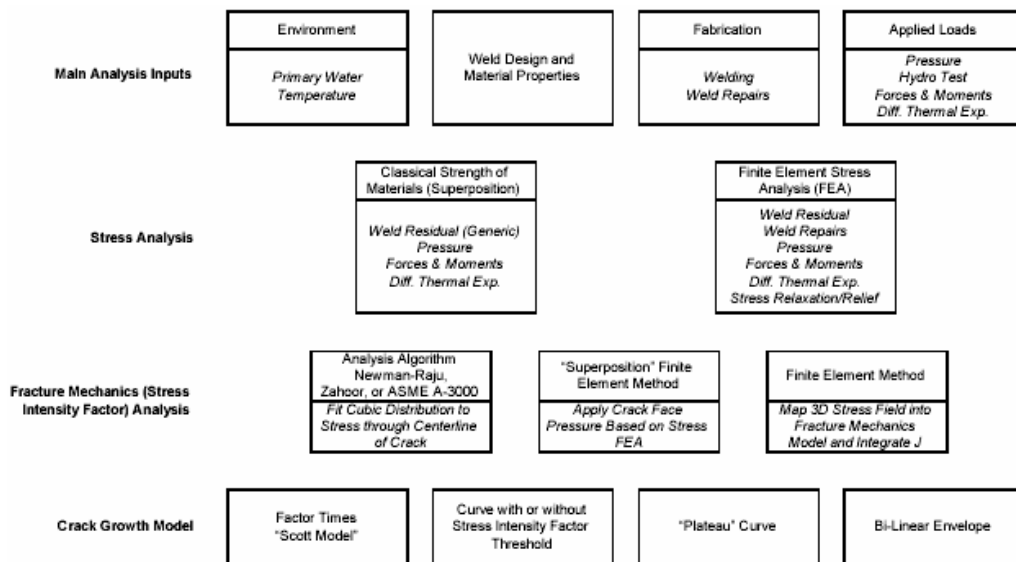 Main Analysis Inputs
Environment
Primary Water
Temperature
Weld Design and
Material Properties
Fabrication
Welding
Weld Repairs
Applied Loads
Pressure
Hydro Test
Forces & Moments
Diff. Thermal Exp.
Stress Analysis
Classical Strength of
Materials (Superposition)
Weld Residual (Generic)
Pressure
Forces & Moments
Diff. Thermal Exp.
Finite Element Stress
Analysis (FEA)
Weld Residual
Weld Repairs
Pressure
Forces & Moments
Diff. Thermal Exp.
Stress Relaxation/Relief
Fracture Mechanics (Stress
Intensity Factor) Analysis
Analysis Algorithm
Newman-Raju,
Zahoor, or ASME A-3000
Fit Cubic Distribution to
Stress through Centerline
of Crack
“Superposition” Finite
Element Method
Apply Crack Face
Pressure Based on Stress
FEA
Finite Element Method
Map 3D Stress Field into
Fracture Mechanics
Model and Integrate J
Crack Growth Model
Factor Times
“Scott Model”
Curve with or without
Stress Intensity Factor
Threshold
“Plateau” Curve
Bi-Linear Envelope